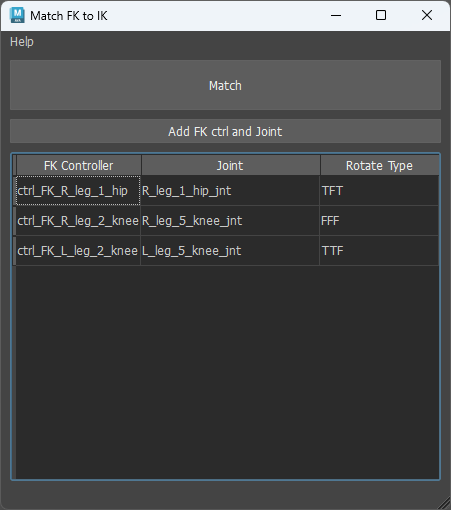 Match FK to IK
Help
Match
Add FK ctrl and Joint
FK Controller Joint Rotate Type
ctrl_FK_R_leg_1_hip R_leg_1_hip_jnt TFT
ctrl_FK_R_leg_2_knee R_leg_5_knee_jnt FFF
ctrl_FK_L_leg_2_knee L_leg_5_knee_jnt TTF